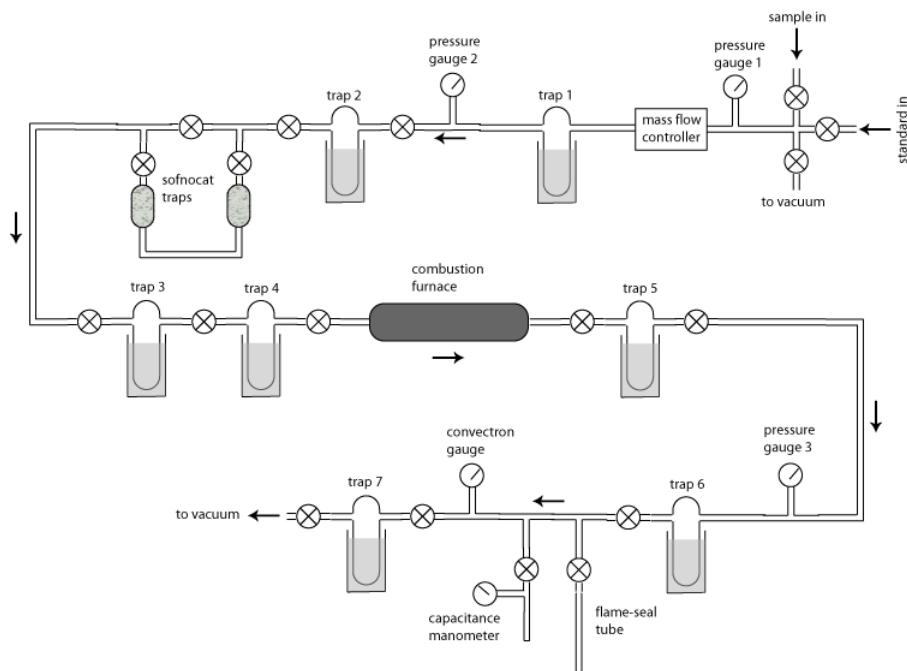 sample in
pressure
gauge 2
pressure
gauge 1
trap 2
trap 1
mass flow
controller
standard in
sofnocat
traps
to vacuum
combustion
furnace
trap 3
trap 4
trap 5
convectron
gauge
pressure
gauge 3
trap 7
trap 6
to vacuum
capacitance
manometer
flame-seal
tube